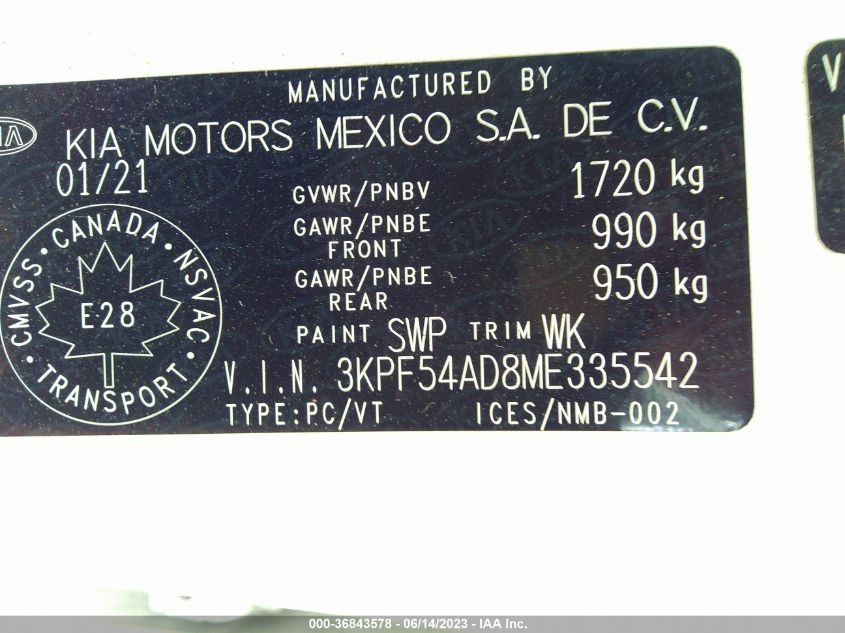 MANUFACTURED BY
KIA MOTORS MEXICO S.A. DE C.V.
01/21
GVWR/PNBV 1720 kg
GAWR/PNBE FRONT 990 kg
GAWR/PNBE REAR 950 kg
PAINT SWP TRIM WK
V.I.N. 3KPF54AD8ME335542
TYPE:PC/VT ICES/NMB-002
CMVSS • CANADA • NSVAC • TRANSPORT •
E28
V
000-36843578 - 06/14/2023 - IAA Inc.